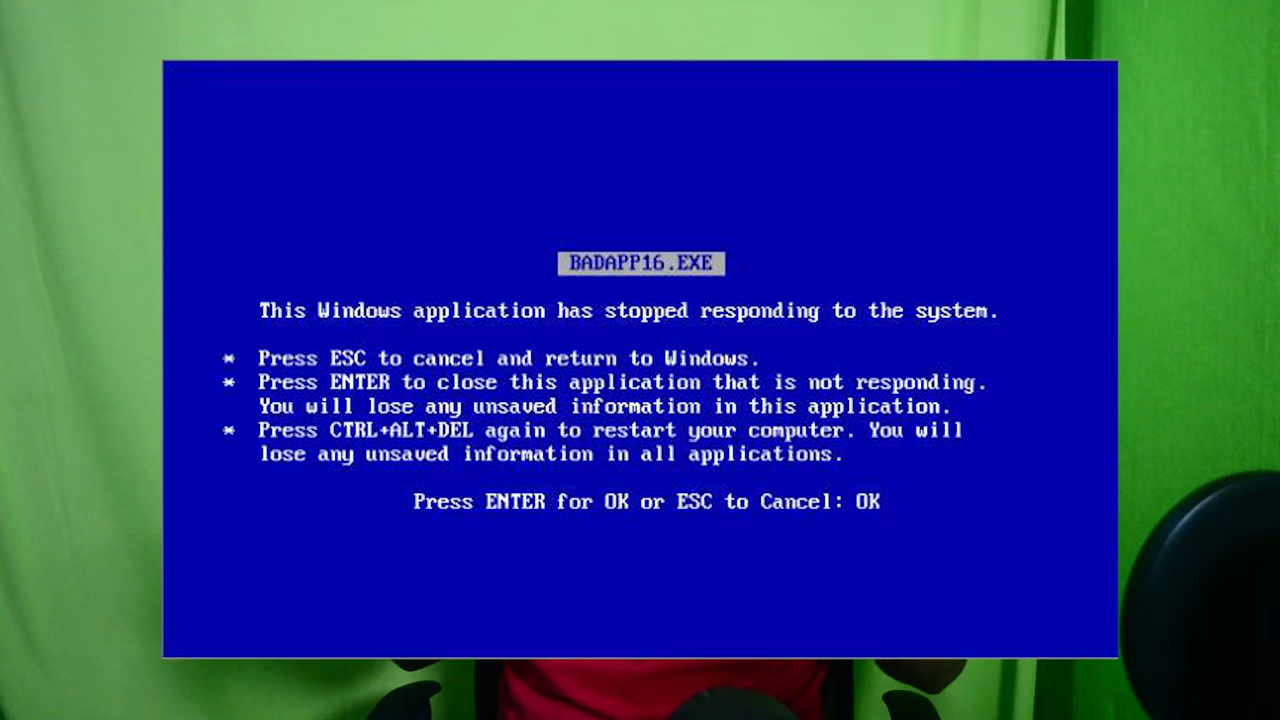 BADAPP16.EXE
This Windows application has stopped responding to the system.
* Press ESC to cancel and return to Windows.
* Press ENTER to close this application that is not responding.
You will lose any unsaved information in this application.
* Press CTRL+ALT+DEL again to restart your computer. You will
lose any unsaved information in all applications.
Press ENTER for OK or ESC to Cancel: OK